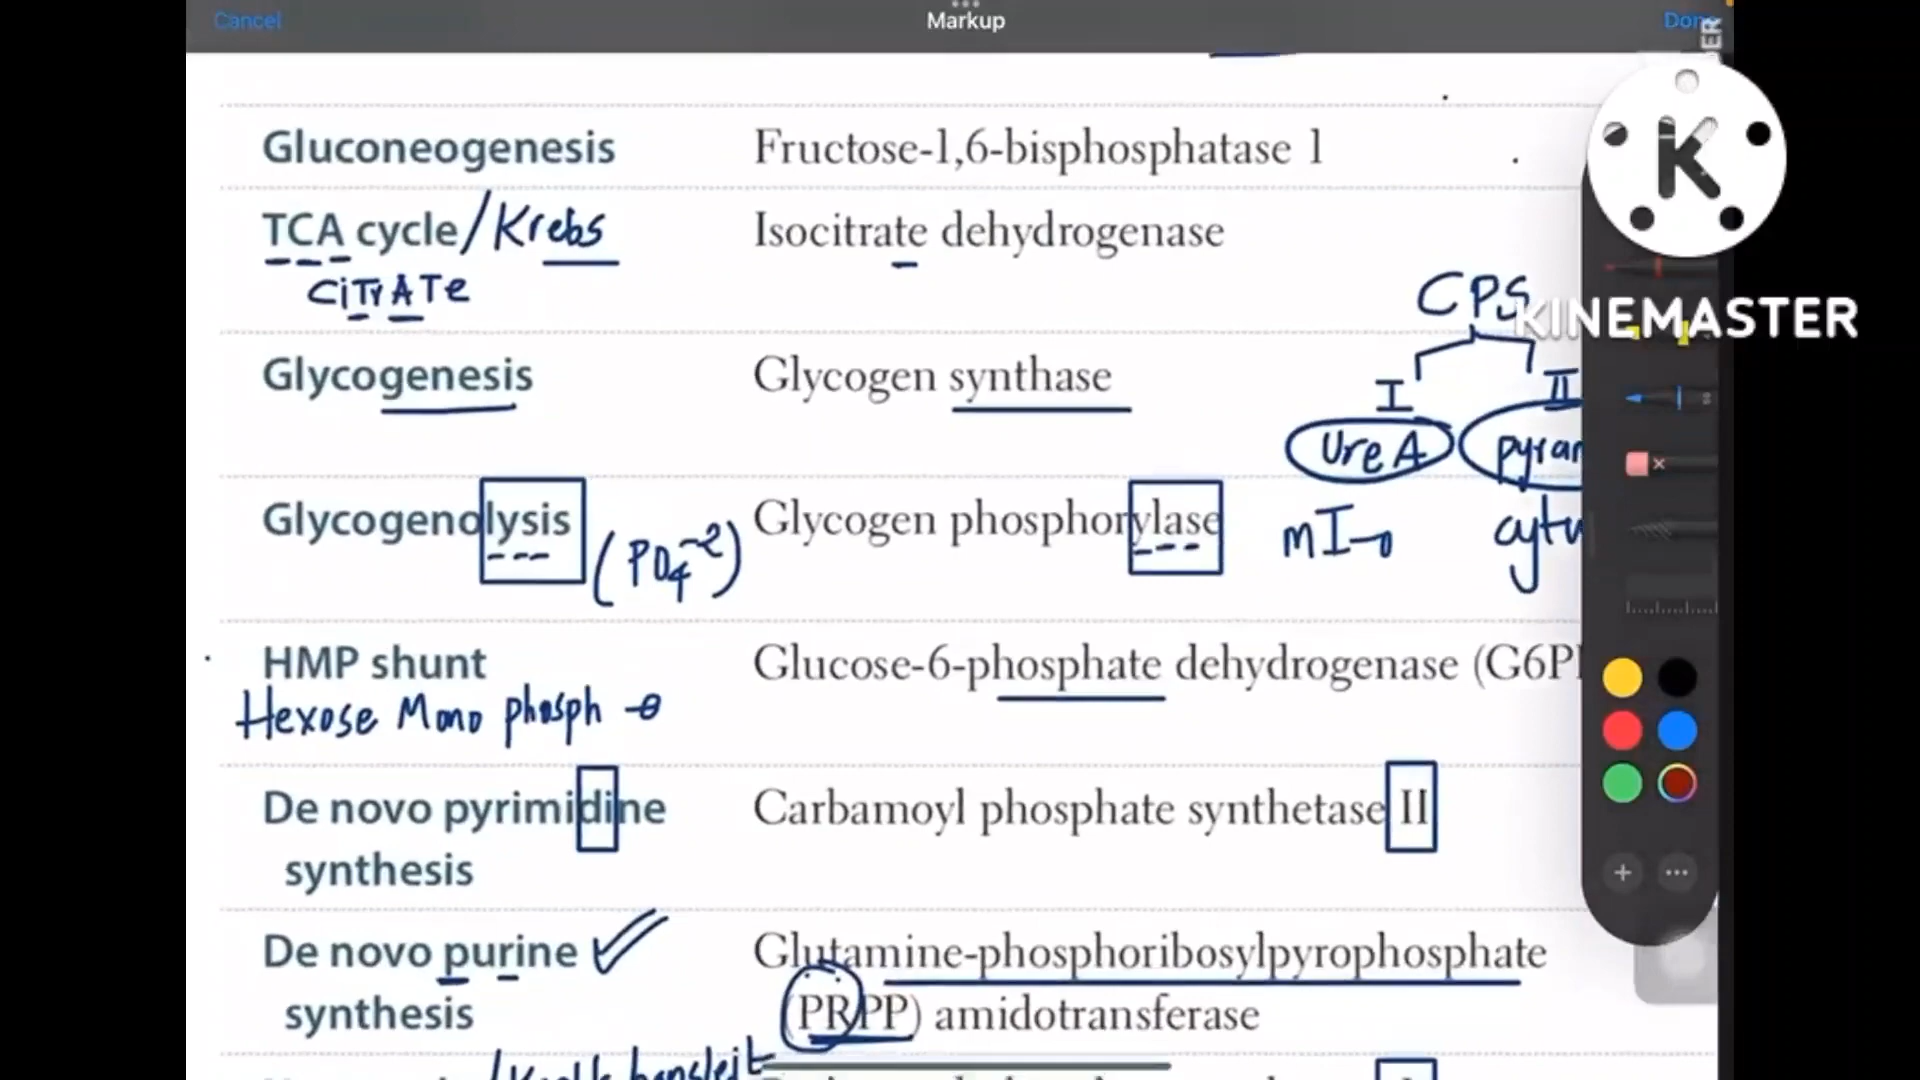 Cancel Markup
Gluconeogenesis Fructose-1,6-bisphosphatase 1
TCA cycle/Krebs Isocitrate dehydrogenase
CiTrATe
CPS
KINEMASTER
Glycogenesis Glycogen synthase
I II
UreA
Glycogenolysis (PO4-2) Glycogen phosphorylase
HMP shunt Glucose-6-phosphate dehydrogenase (G6P
Hexose Mono phosph
De novo pyrimidine Carbamoyl phosphate synthetase II
synthesis
De novo purine Glutamine-phosphoribosylpyrophosphate
synthesis (PRPP) amidotransferase